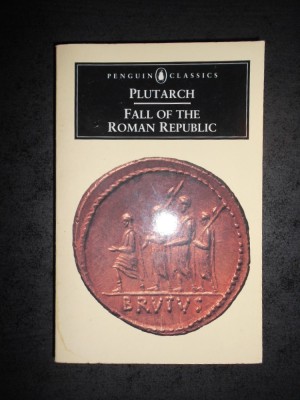 PENGUIN CLASSICS
PLUTARCH
FALL OF THE
ROMAN REPUBLIC
BRVTVS